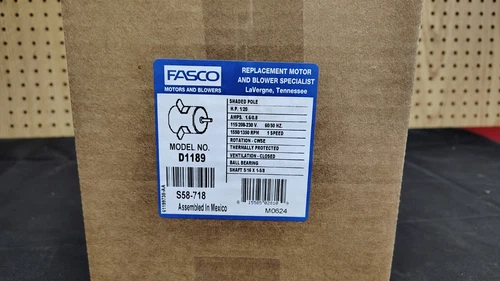 FASCO
MOTORS AND BLOWERS
REPLACEMENT MOTOR
AND BLOWER SPECIALIST
LaVergne, Tennessee
MODEL NO.
D1189
SHADED POLE
H.P. 1/20
AMPS. 1.6/0.8
115/208-230 V. 60/50 HZ.
1550/1350 RPM 1 SPEED
ROTATION - CWSE
THERMALLY PROTECTED
VENTILATION - CLOSED
BALL BEARING
SHAFT 5/16 X 1-5/8
S58-718
Assembled in Mexico
M0624